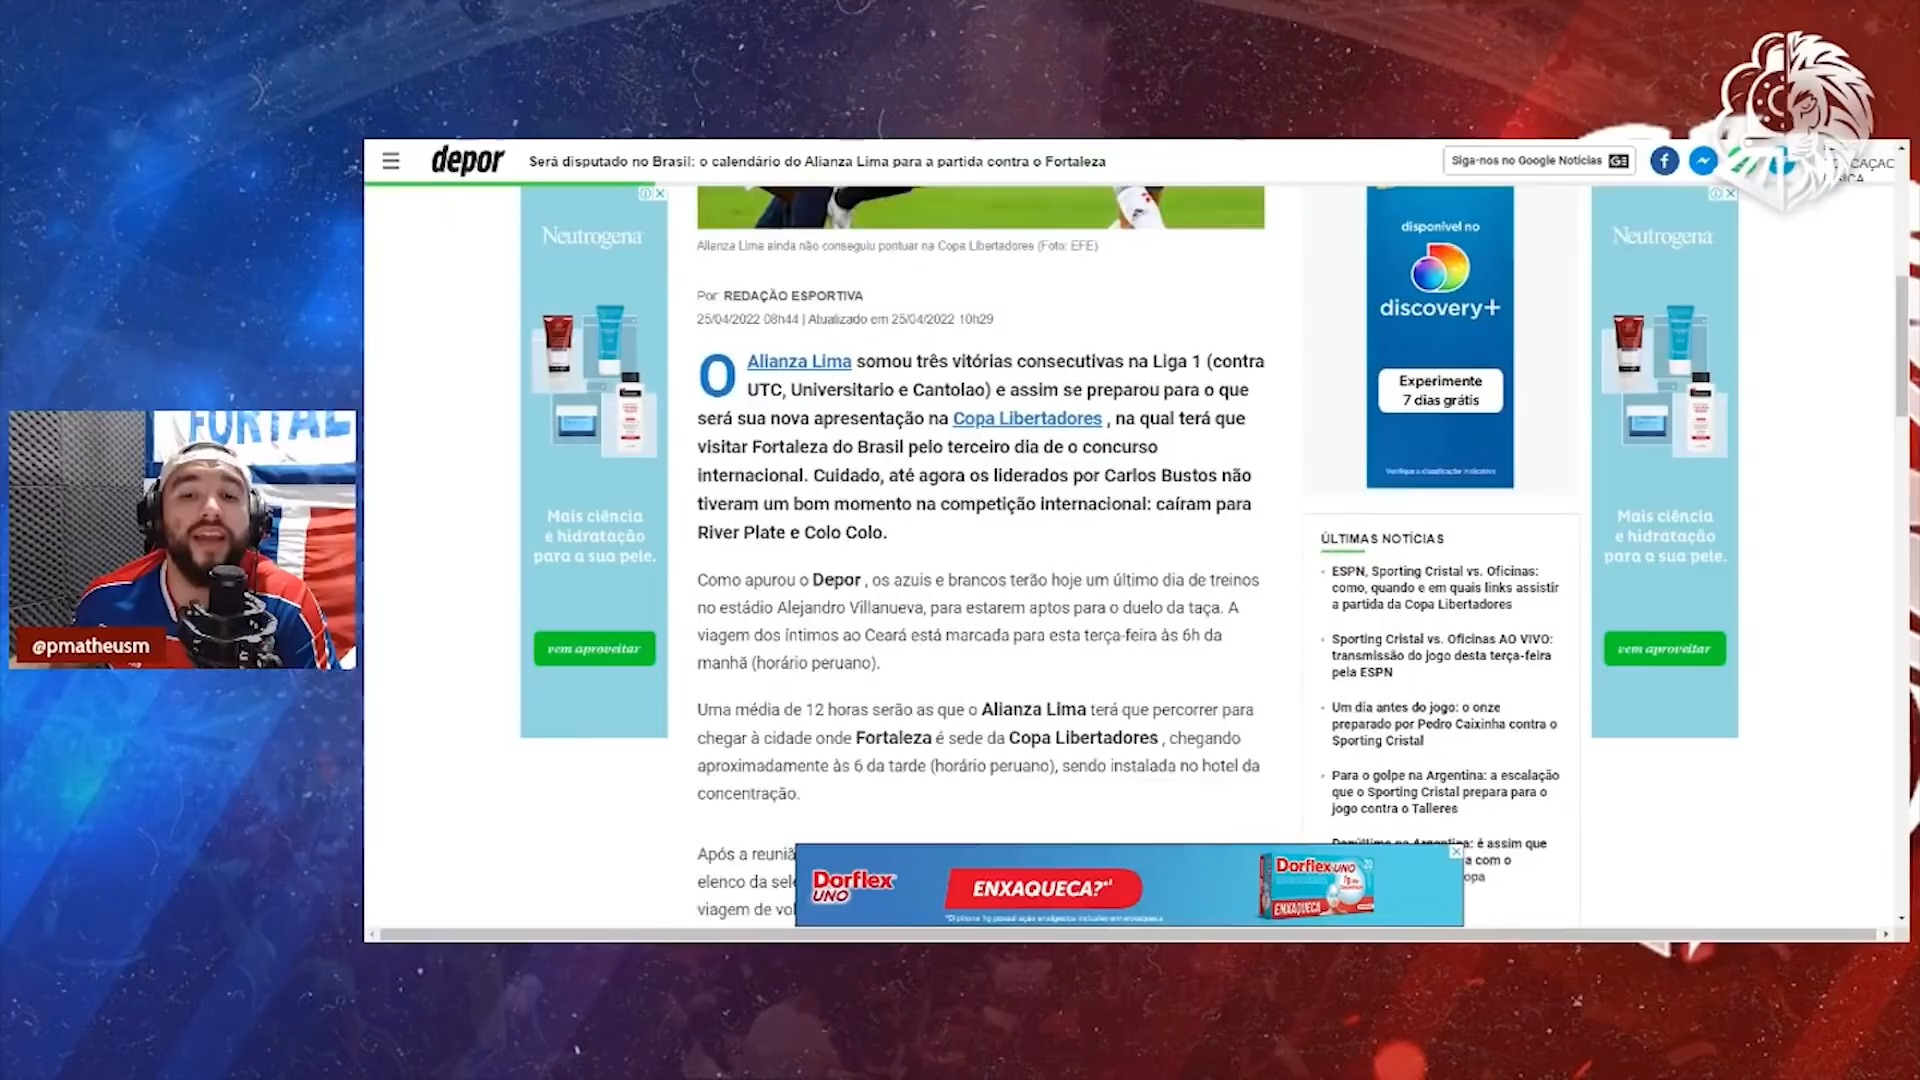 depor
Será disputado no Brasil: o calendário do Alianza Lima para a partida contra o Fortaleza
Siga-nos no Google Notícias
Neutrogena
Mais ciência
e hidratação
para a sua pele.
vem aproveitar
Alianza Lima ainda não conseguiu pontuar na Copa Libertadores (Foto: EFE)
Por: REDAÇÃO ESPORTIVA
25/04/2022 08h44 | Atualizado em 25/04/2022 10h29
O Alianza Lima somou três vitórias consecutivas na Liga 1 (contra
UTC, Universitario e Cantolao) e assim se preparou para o que
será sua nova apresentação na Copa Libertadores , na qual terá que
visitar Fortaleza do Brasil pelo terceiro dia de o concurso
internacional. Cuidado, até agora os liderados por Carlos Bustos não
tiveram um bom momento na competição internacional: caíram para
River Plate e Colo Colo.
Como apurou o Depor , os azuis e brancos terão hoje um último dia de treinos
no estádio Alejandro Villanueva, para estarem aptos para o duelo da taça. A
viagem dos íntimos ao Ceará está marcada para esta terça-feira às 6h da
manhã (horário peruano).
Uma média de 12 horas serão as que o Alianza Lima terá que percorrer para
chegar à cidade onde Fortaleza é sede da Copa Libertadores , chegando
aproximadamente às 6 da tarde (horário peruano), sendo instalada no hotel da
concentração.
Após a reuniã
elenco da sel
viagem de vol
disponível no
discovery+
Experimente
7 dias grátis
Verifique a classificação indicativa
ÚLTIMAS NOTÍCIAS
ESPN, Sporting Cristal vs. Oficinas:
como, quando e em quais links assistir
a partida da Copa Libertadores
Sporting Cristal vs. Oficinas AO VIVO:
transmissão do jogo desta terça-feira
pela ESPN
Um dia antes do jogo: o onze
preparado por Pedro Caixinha contra o
Sporting Cristal
Para o golpe na Argentina: a escalação
que o Sporting Cristal prepara para o
jogo contra o Talleres
é assim que
a com o
opa
Neutrogena
Mais ciência
e hidratação
para a sua pele.
vem aproveitar
Dorflex
UNO
ENXAQUECA?
Dorflex UNO
ENXAQUECA
FORTAL
@pmatheusm